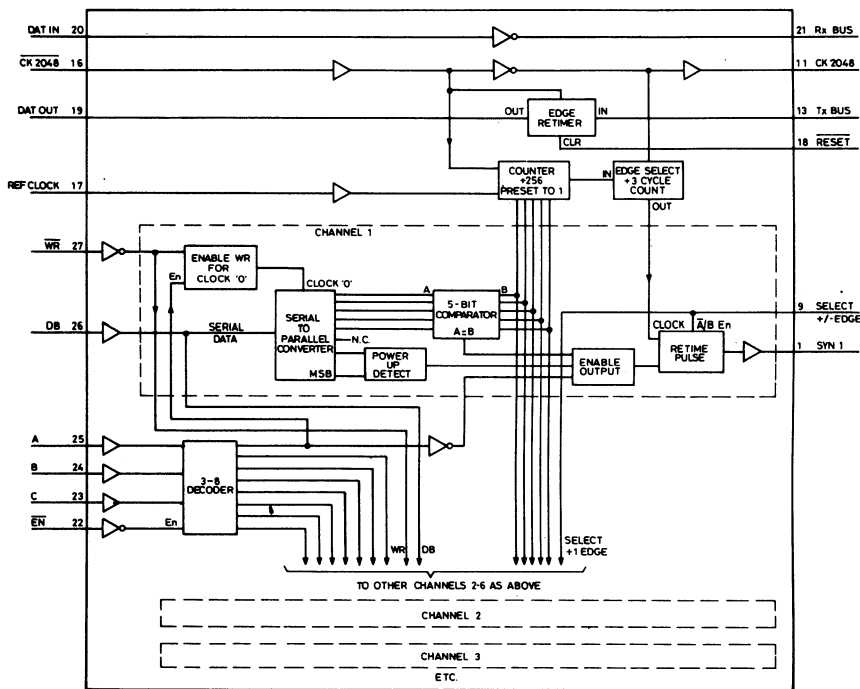 DAT IN 20
21 Rx BUS
CK 2048 16
11 CK 2048
DAT OUT 19
OUT
EDGE
RETIMER
IN
13 Tx BUS
CLR
18 RESET
REF CLOCK 17
COUNTER
+256
PRESET TO 1
IN
EDGE SELECT
+3 CYCLE
COUNT
OUT
CHANNEL 1
WR 27
ENABLE WR
FOR
CLOCK 'O'
En
CLOCK 'O'
SERIAL
TO
PARALLEL
CONVERTER
MSB
A
5-BIT
COMPARATOR
A=B
B
9 SELECT
+/-EDGE
DB 26
SERIAL
DATA
N.C.
POWER
UP
DETECT
ENABLE
OUTPUT
CLOCK
A/B En
RETIME
PULSE
1 SYN 1
A 25
B 24
C 23
EN 22
En
3-8
DECODER
WR
DB
SELECT
+1 EDGE
TO OTHER CHANNELS 2-6 AS ABOVE
CHANNEL 2
CHANNEL 3
ETC.